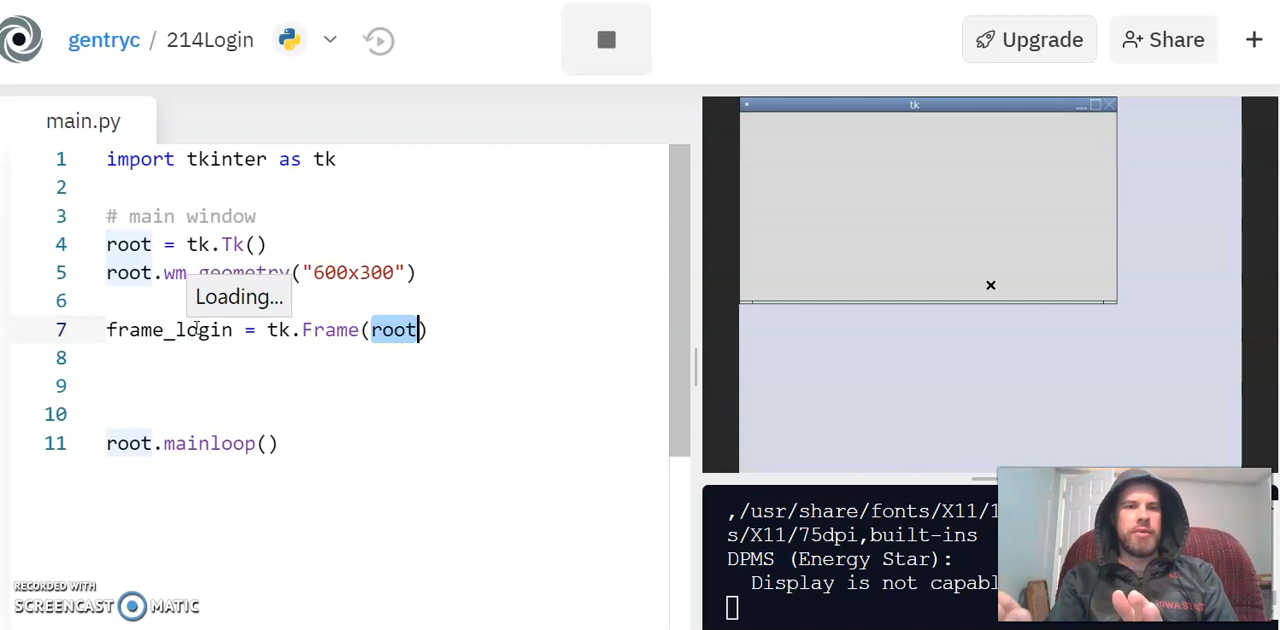 gentryc / 214Login
Upgrade
Share
main.py
tk
1 import tkinter as tk
2
3 # main window
4 root = tk.Tk()
5 root.wm_geometry("600x300")
6
Loading...
7 frame_login = tk.Frame(root)
8
9
10
11 root.mainloop()
,/usr/share/fonts/X11/1
s/X11/75dpi,built-ins
DPMS (Energy Star):
Display is not capabl
RECORDED WITH
SCREENCAST MATIC